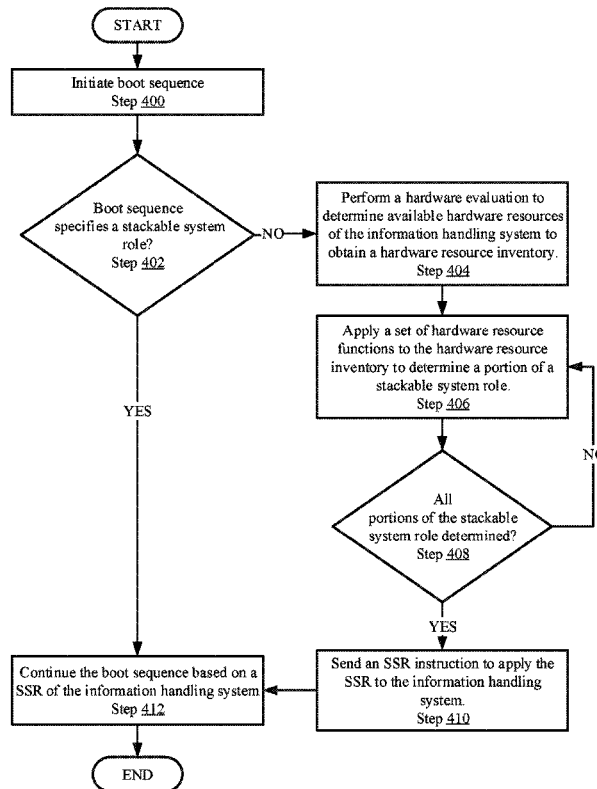 START
Initiate boot sequence
Step 400
Boot sequence
specifies a stackable system
role?
Step 402
NO
Perform a hardware evaluation to
determine available hardware resources
of the information handling system to
obtain a hardware resource inventory.
Step 404
Apply a set of hardware resource
functions to the hardware resource
inventory to determine a portion of a
stackable system role.
Step 406
YES
All
portions of the stackable
system role determined?
Step 408
YES
Continue the boot sequence based on a
SSR of the information handling system
Step 412
Send an SSR instruction to apply the
SSR to the information handling
system.
Step 410
END